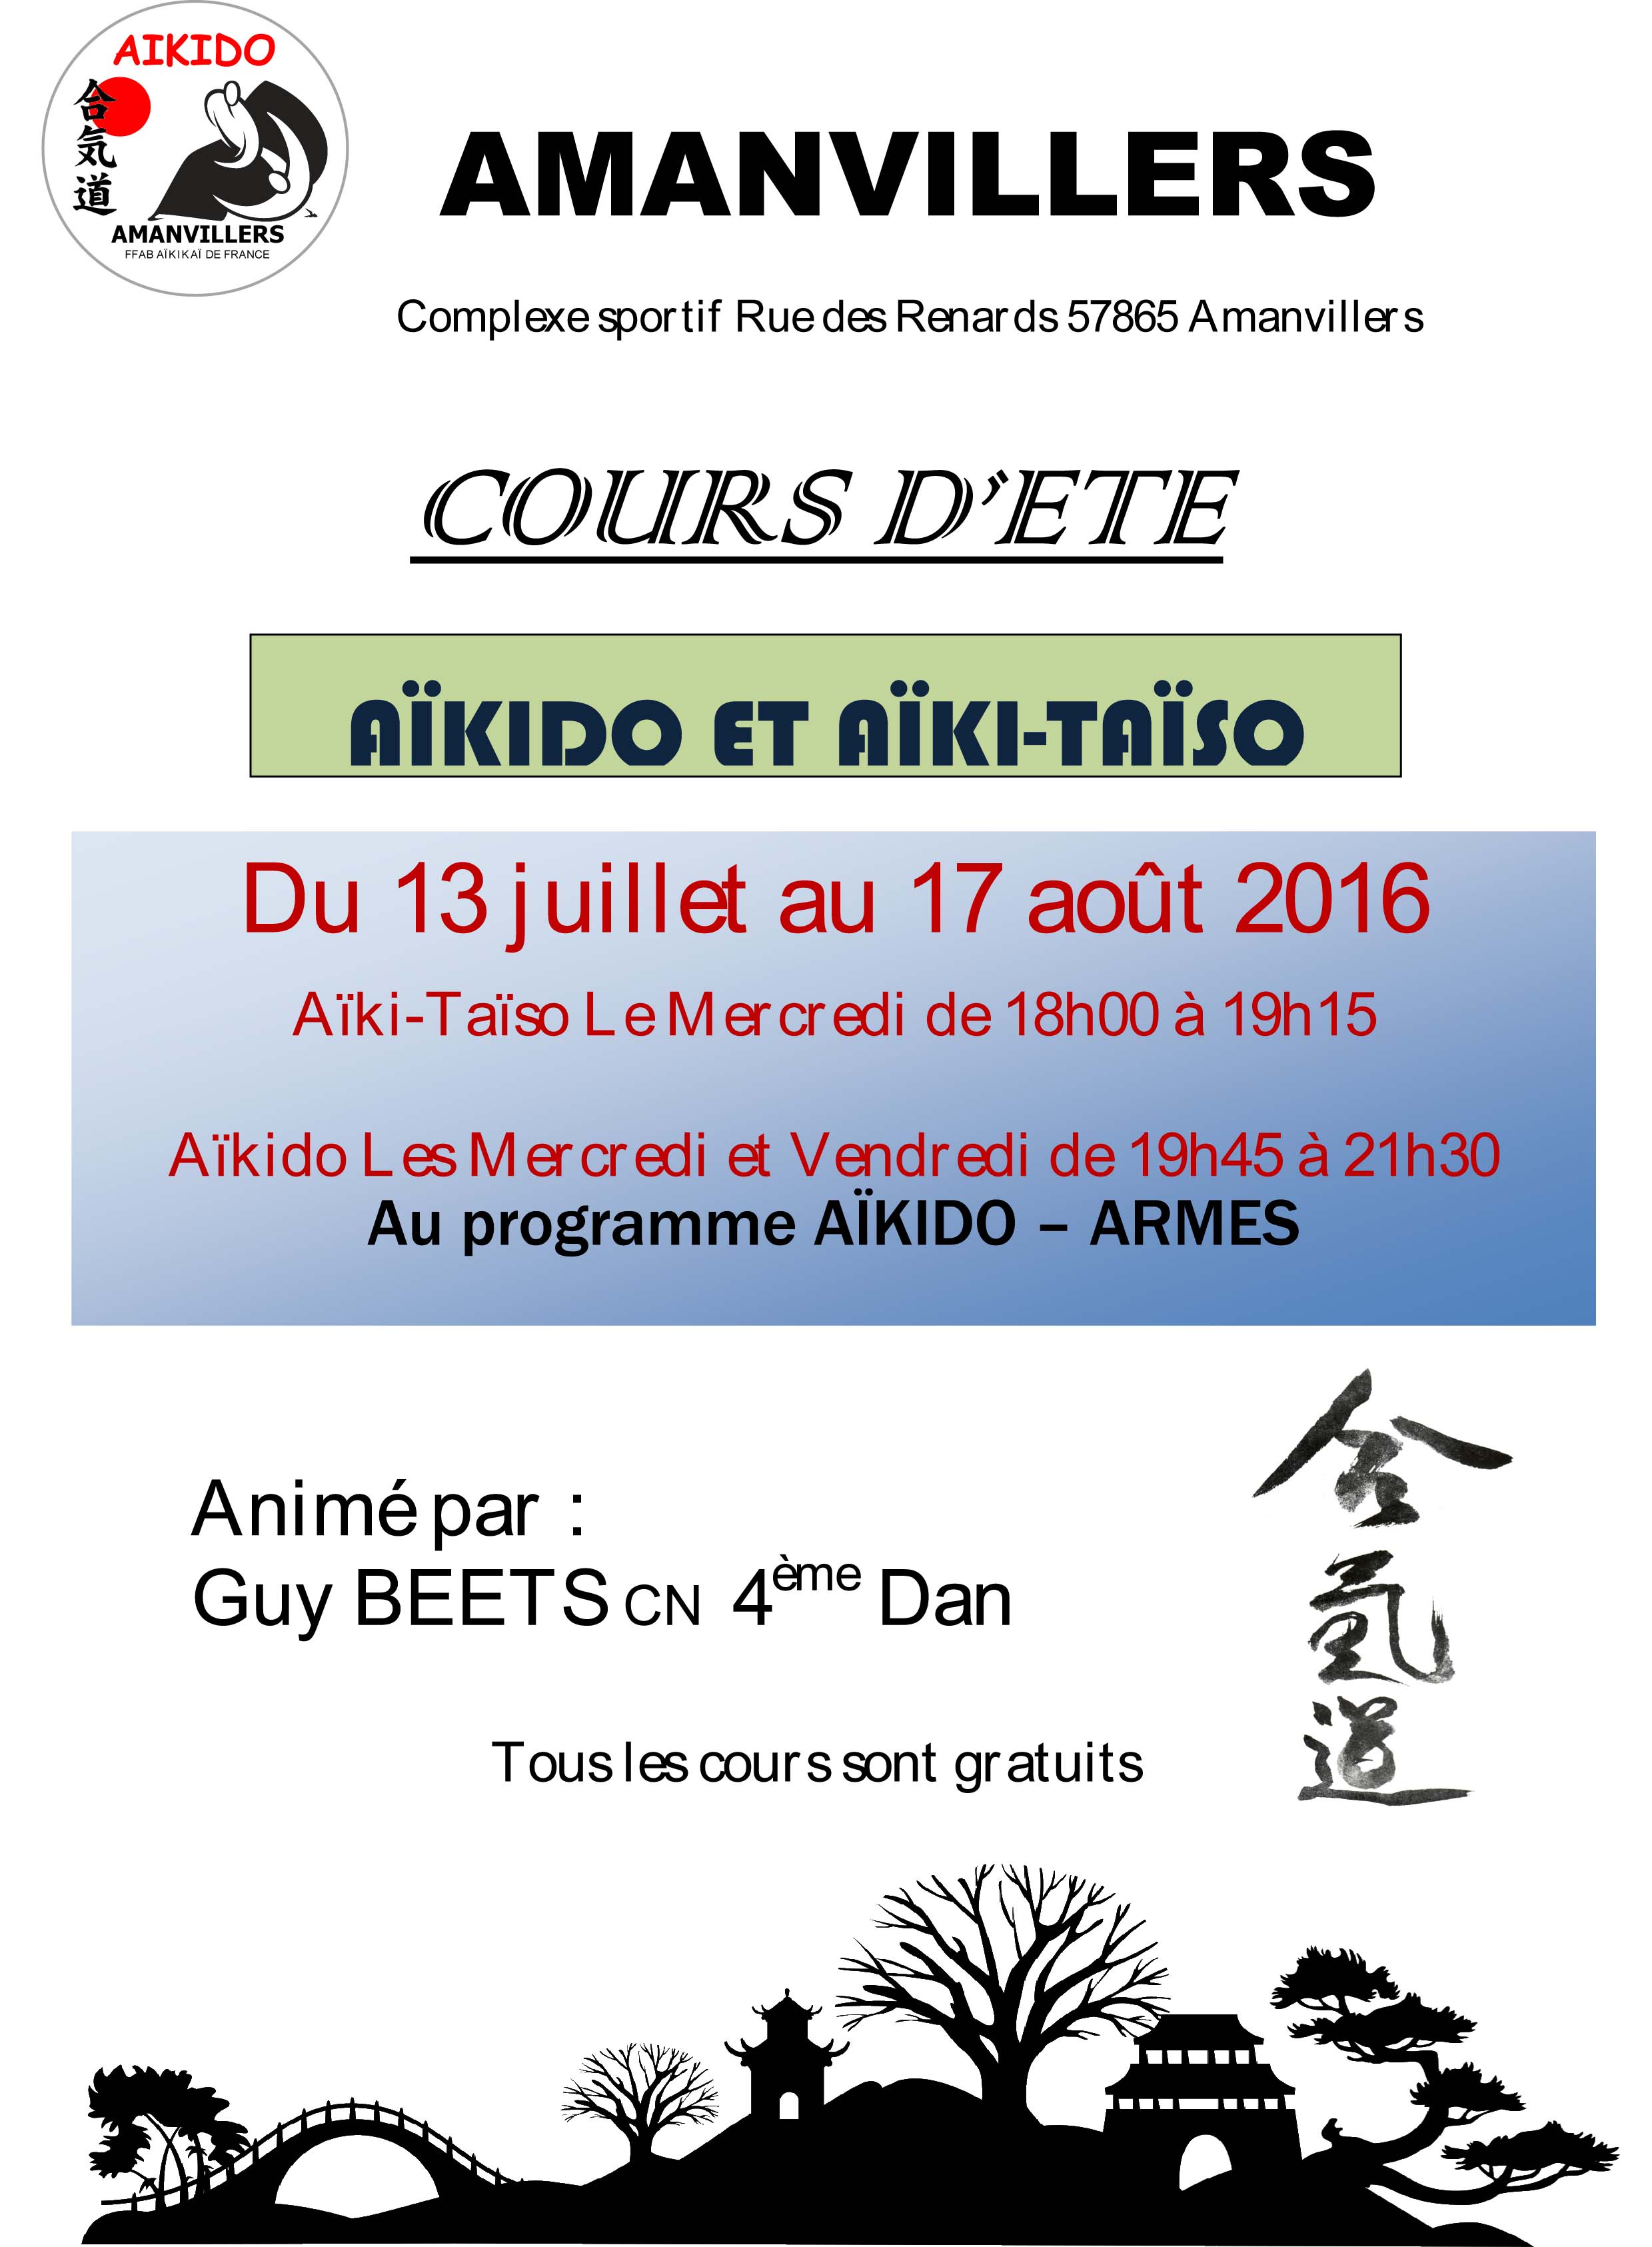 AIKIDO
合
気
道
AMANVILLERS
FFAB AÏKIKAÏ DE FRANCE
AMANVILLERS
Complexe sportif Rue des Renards 57865 Amanvillers
COURS D’ETE
AÏKIDO ET AÏKI-TAÏSO
Du 13 juillet au 17 août 2016
Aïki-Taïso Le Mercredi de 18h00 à 19h15
Aïkido Les Mercredi et Vendredi de 19h45 à 21h30
Au programme AÏKIDO – ARMES
Animé par :
Guy BEETS CN 4ème Dan
Tous les cours sont gratuits
合
氣
道